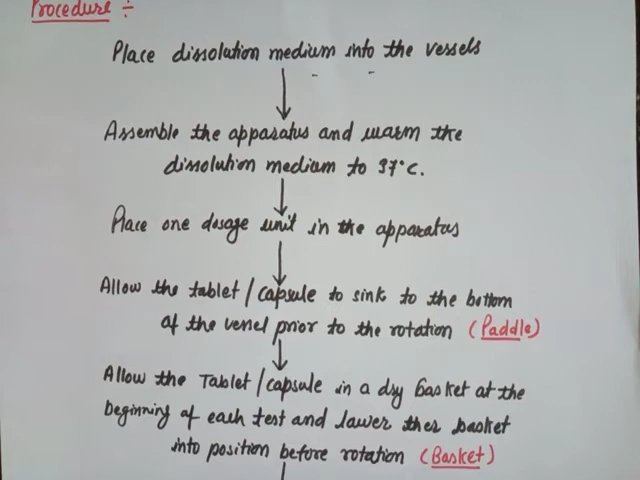 Procedure ÷
Place dissolution medium into the vessels
Assemble the apparatus and warm the
dissolution medium to 37°C.
Place one dosage unit in the apparatus
Allow the tablet / capsule to sink to the bottom
of the vessel prior to the rotation (Paddle)
Allow the Tablet / capsule in a dry basket at the
beginning of each test and lower ther basket
into position before rotation (Basket)